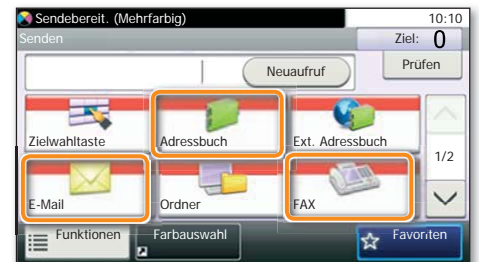 Sendebereit. (Mehrfarbig) 10:10
Senden Ziel: 0
Neuaufruf Prüfen
Zielwahltaste Adressbuch Ext. Adressbuch
1/2
E-Mail Ordner FAX
Funktionen Farbauswahl Favoriten